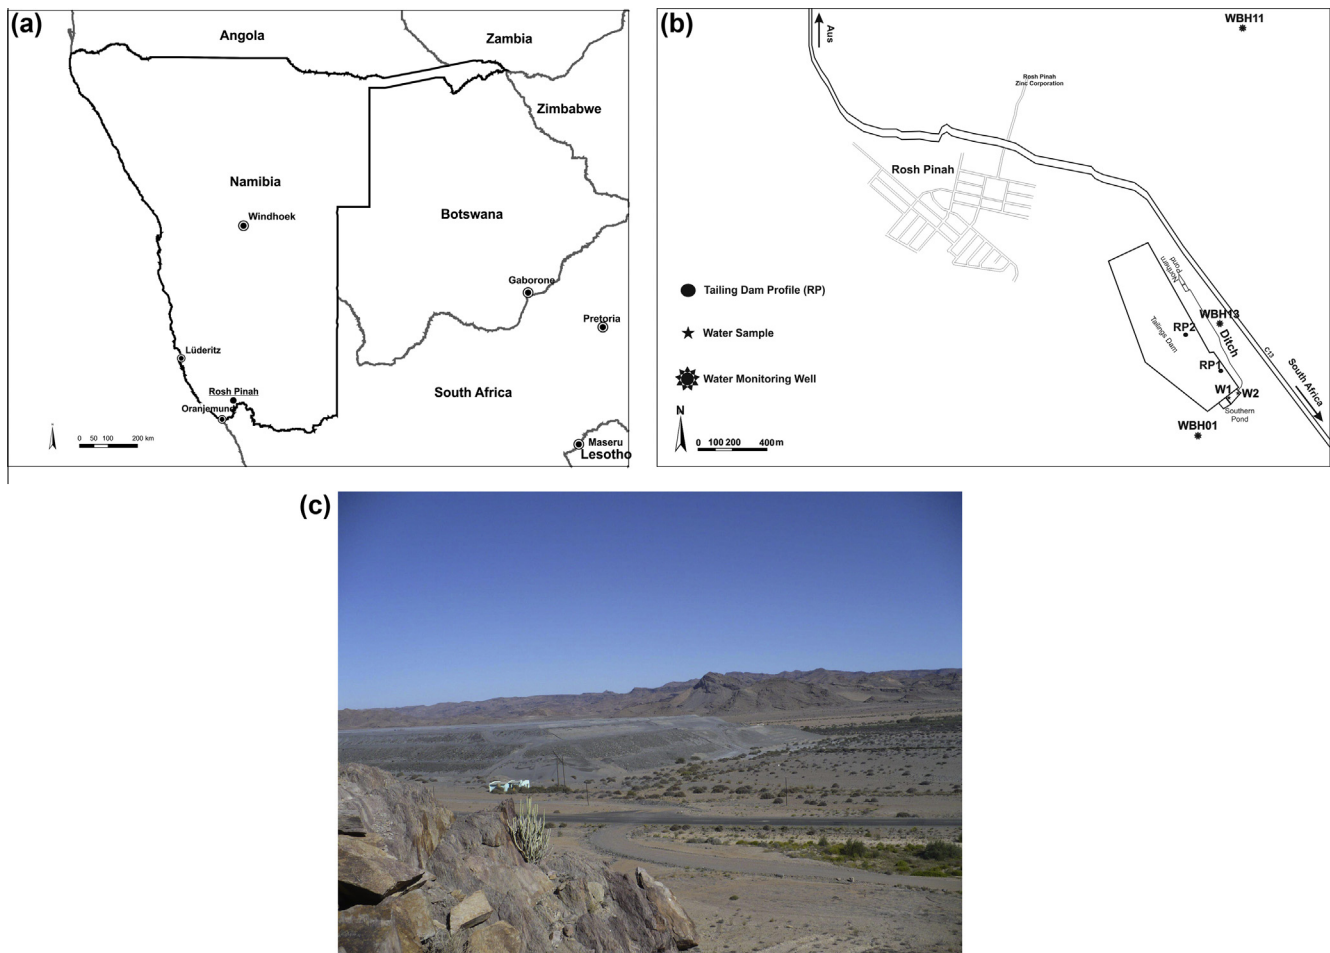 (a)
Angola
Zambia
Zimbabwe
Namibia
Windhoek
Botswana
Gaborone
Pretoria
Lüderitz
Rosh Pinah
Oranjemund
South Africa
Maseru
Lesotho
0 50 100 200 km
(b)
Aus
WBH11
Rosh Pinah
Zinc Corporation
Rosh Pinah
Northern
Pond
Tailing Dam Profile (RP)
WBH13
RP2
Tailings Dam
Ditch
Water Sample
C13
RP1
South Africa
Water Monitoring Well
W1
W2
Southern
Pond
N
WBH01
0 100 200 400 m
(c)